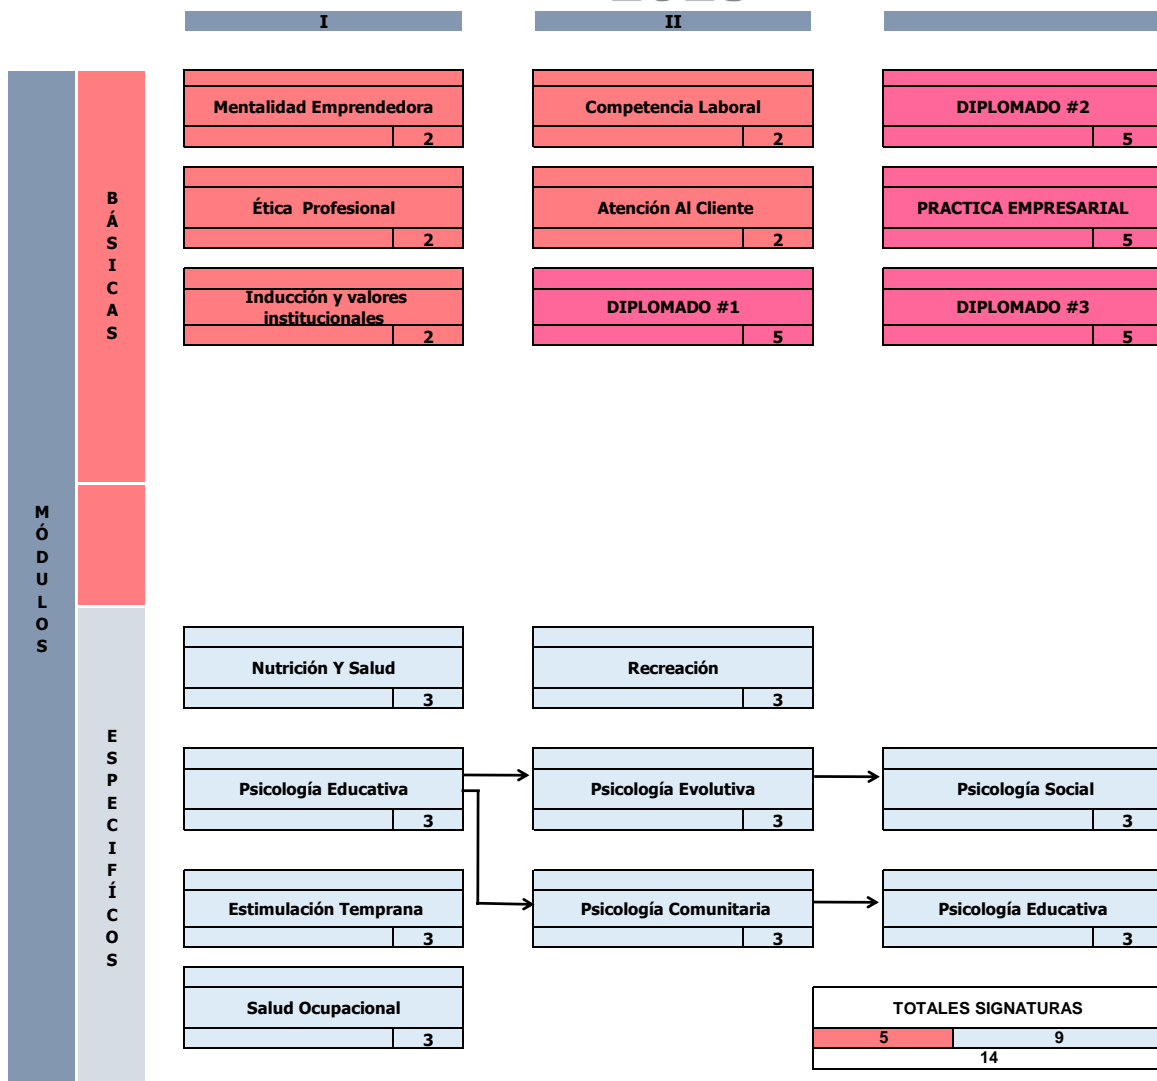 I II
Mentalidad Emprendedora
2
Competencia Laboral
2
DIPLOMADO #2
5
Ética Profesional
2
Atención Al Cliente
2
PRACTICA EMPRESARIAL
5
Inducción y valores
institucionales
2
DIPLOMADO #1
5
DIPLOMADO #3
5
BÁSICAS
MÓDULOS
Nutrición Y Salud
3
Recreación
3
ESPECIFÍCOS
Psicología Educativa
3
Psicología Evolutiva
3
Psicología Social
3
Estimulación Temprana
3
Psicología Comunitaria
3
Psicología Educativa
3
Salud Ocupacional
3
TOTALES SIGNATURAS
5 9
14